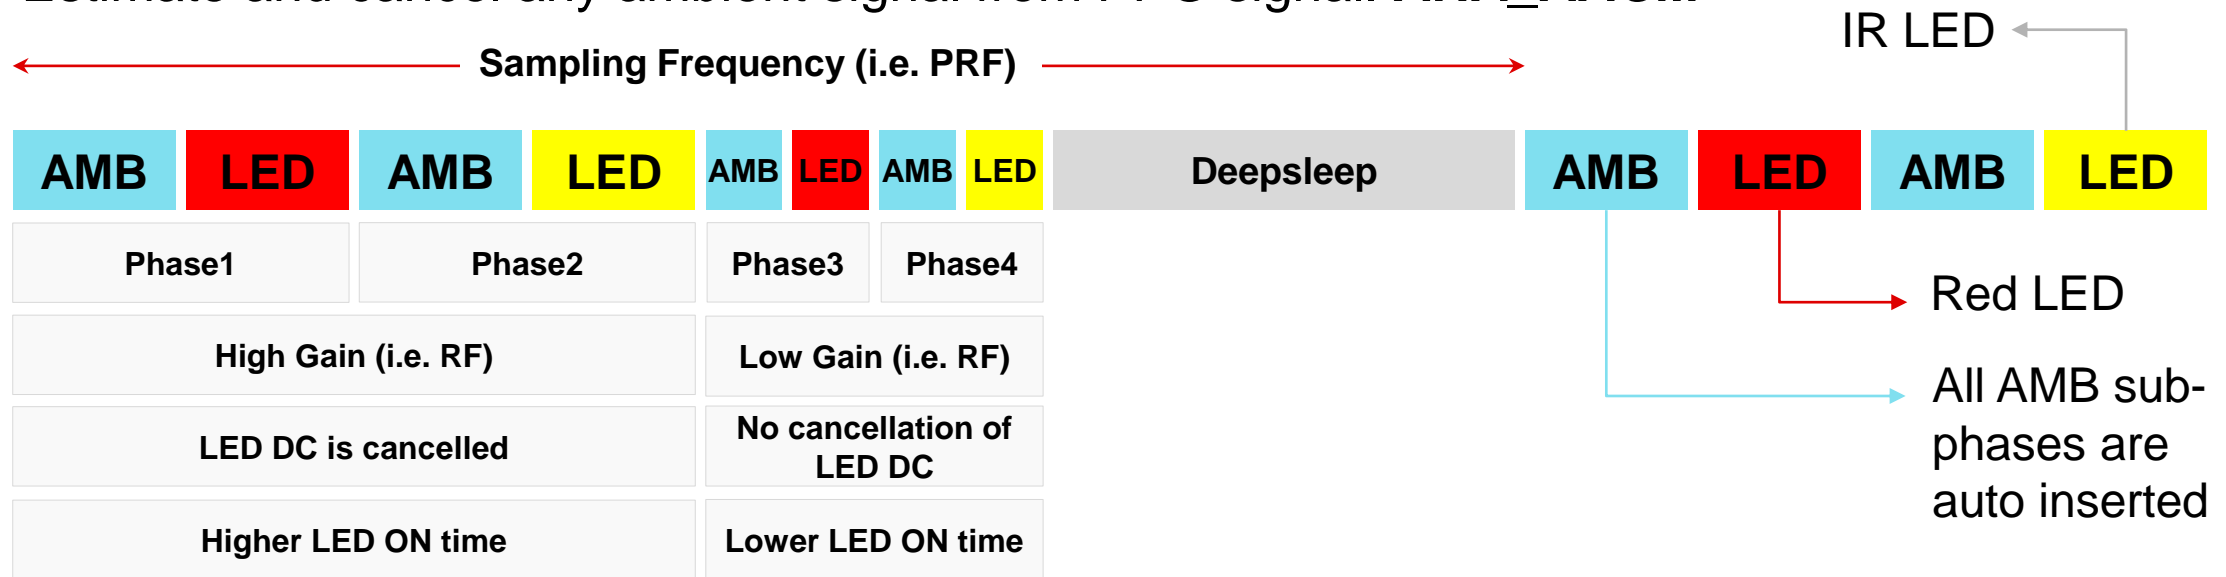 IR LED
Sampling Frequency (i.e. PRF)
AMB LED AMB LED AMB LED AMB LED Deepsleep AMB LED AMB LED
Phase1 Phase2 Phase3 Phase4
Red LED
High Gain (i.e. RF) Low Gain (i.e. RF)
All AMB sub-
phases are
auto inserted
LED DC is cancelled
No cancellation of
LED DC
Higher LED ON time Lower LED ON time